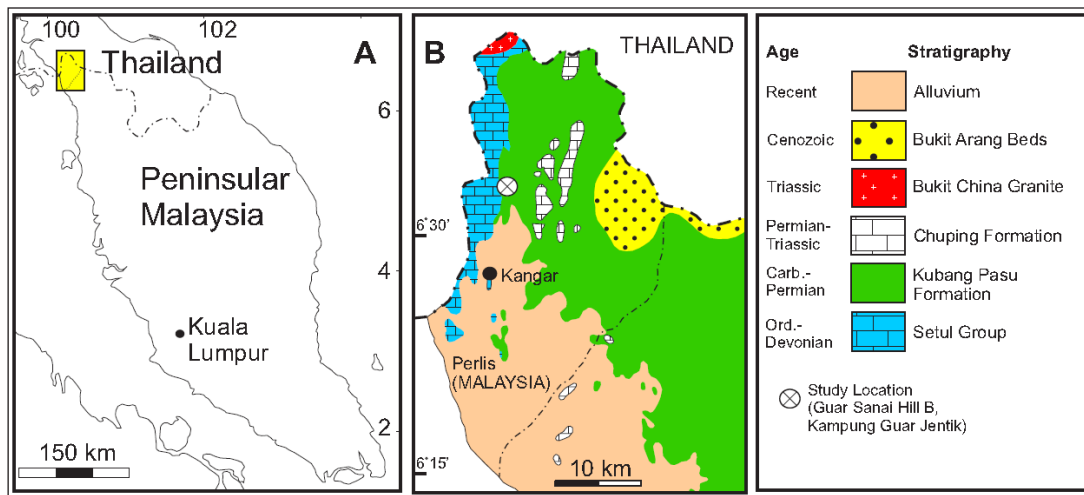 100
102
Thailand
A
6
Peninsular
Malaysia
4
Kuala
Lumpur
2
150 km
B
THAILAND
6°30'
Kangar
Perlis
(MALAYSIA)
6°15'
10 km
Age
Stratigraphy
Recent
Alluvium
Cenozoic
Bukit Arang Beds
Triassic
Bukit China Granite
Permian-
Triassic
Chuping Formation
Carb.-
Permian
Kubang Pasu
Formation
Ord.-
Devonian
Setul Group
Study Location
(Guar Sanai Hill B,
Kampung Guar Jentik)